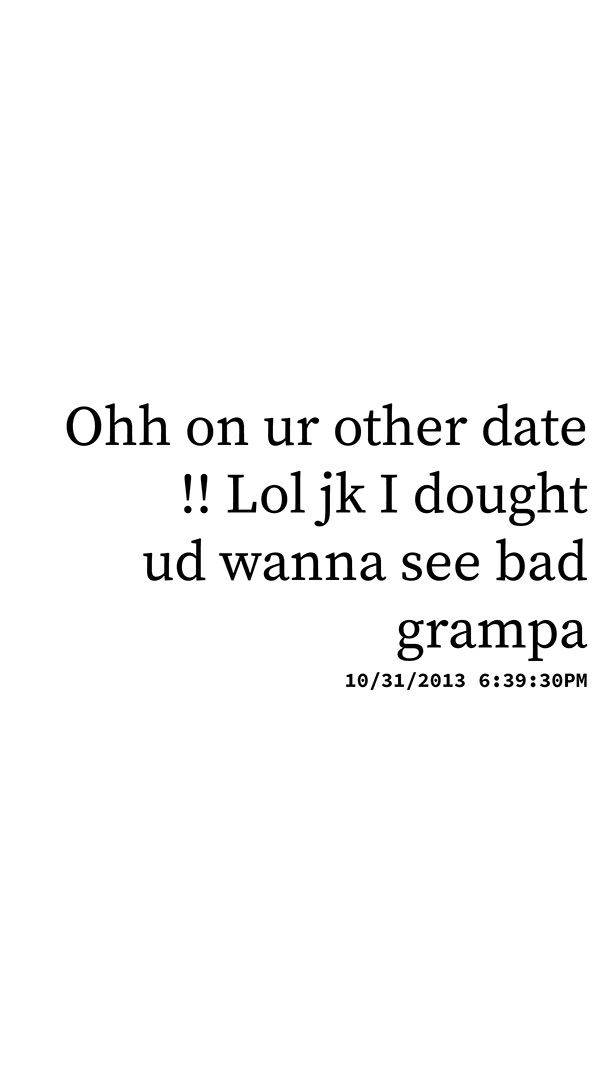 Ohh on ur other date
!! Lol jk I dought
ud wanna see bad
grampa
10/31/2013 6:39:30PM